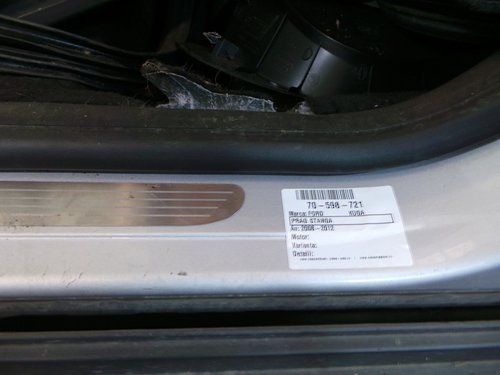 70-598-721
Marca: FORD KUGA
PRAG STANGA
An: 2008-2012
Motor:
Varianta:
Detalii: